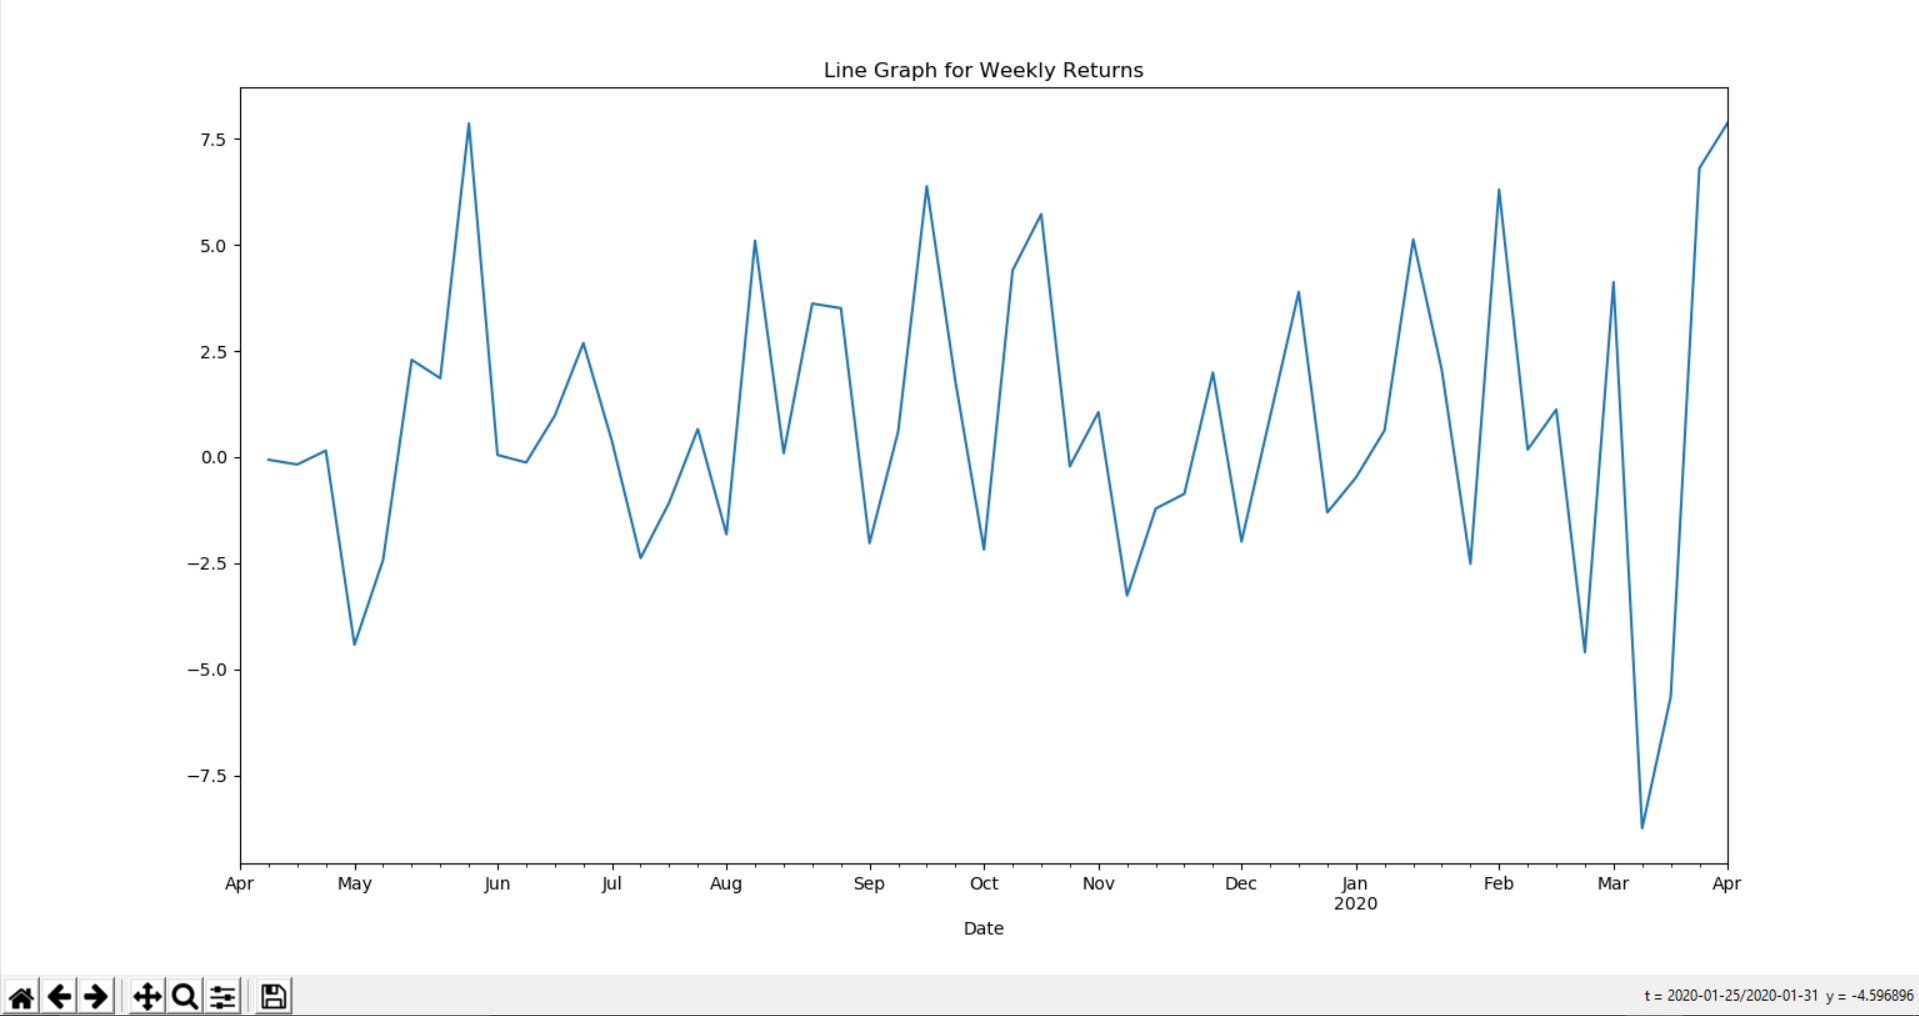 Line Graph for Weekly Returns
7.5
5.0
2.5
0.0
−2.5
−5.0
−7.5
Apr May Jun Jul Aug Sep Oct Nov Dec Jan Feb Mar Apr
2020
Date
t = 2020-01-25/2020-01-31 y = -4.596896